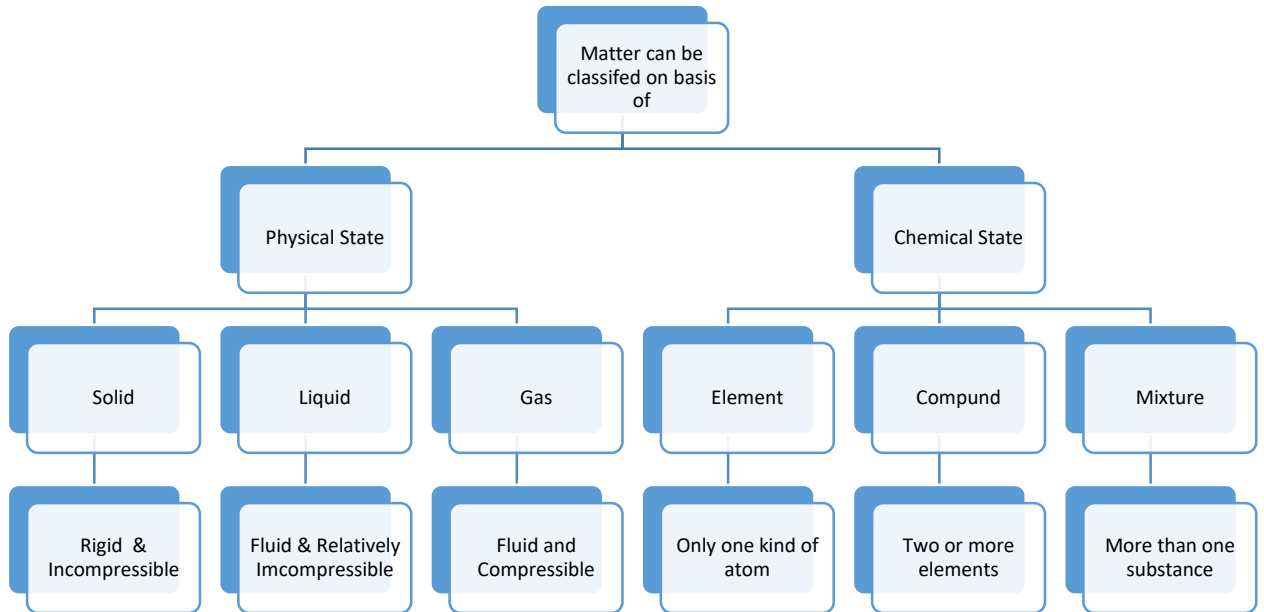 Matter can be
classifed on basis
of
Physical State
Chemical State
Solid
Liquid
Gas
Element
Compund
Mixture
Rigid &
Incompressible
Fluid & Relatively
Imcompressible
Fluid and
Compressible
Only one kind of
atom
Two or more
elements
More than one
substance